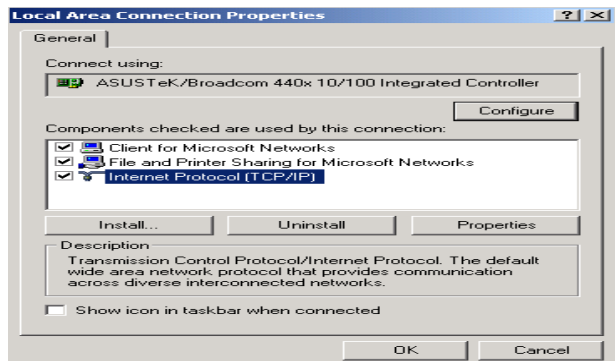 Local Area Connection Properties
General
Connect using:
ASUSTeK/Broadcom 440x 10/100 Integrated Controller
Configure
Components checked are used by this connection:
Client for Microsoft Networks
File and Printer Sharing for Microsoft Networks
Internet Protocol (TCP/IP)
Install... Uninstall Properties
Description
Transmission Control Protocol/Internet Protocol. The default
wide area network protocol that provides communication
across diverse interconnected networks.
Show icon in taskbar when connected
OK Cancel